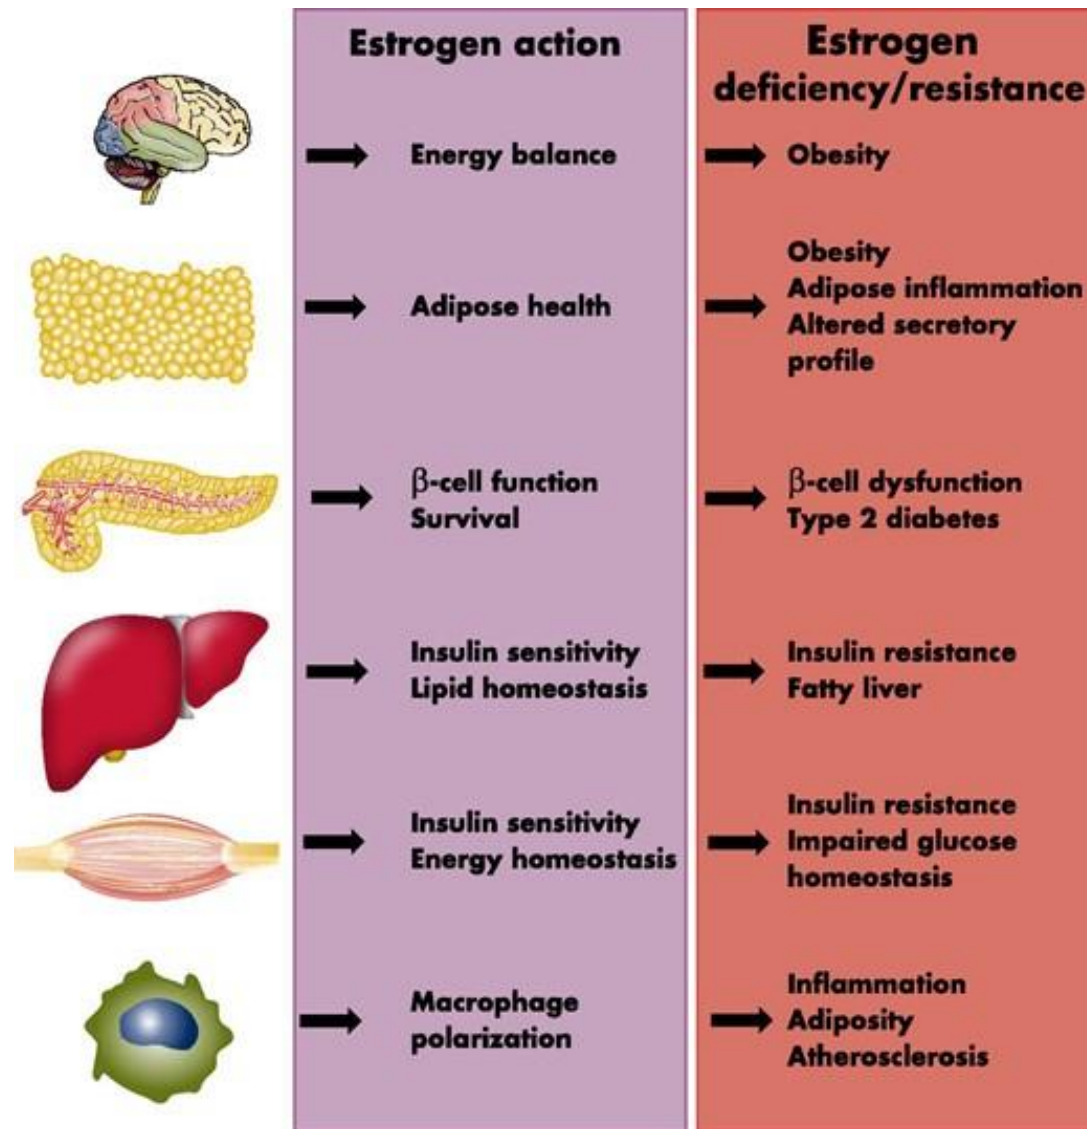 Estrogen action
Estrogen
deficiency/resistance
Energy balance
Obesity
Adipose health
Obesity
Adipose inflammation
Altered secretory
profile
β-cell function
Survival
β-cell dysfunction
Type 2 diabetes
Insulin sensitivity
Lipid homeostasis
Insulin resistance
Fatty liver
Insulin sensitivity
Energy homeostasis
Insulin resistance
Impaired glucose
homeostasis
Macrophage
polarization
Inflammation
Adiposity
Atherosclerosis